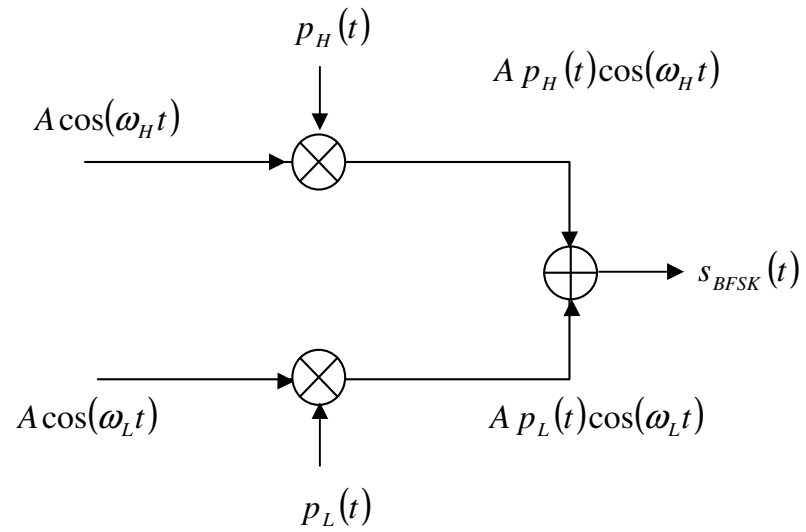 p_H(t)
A p_H(t)cos(ω_H t)
A cos(ω_H t)
s_BFSK(t)
A cos(ω_L t)
A p_L(t)cos(ω_L t)
p_L(t)